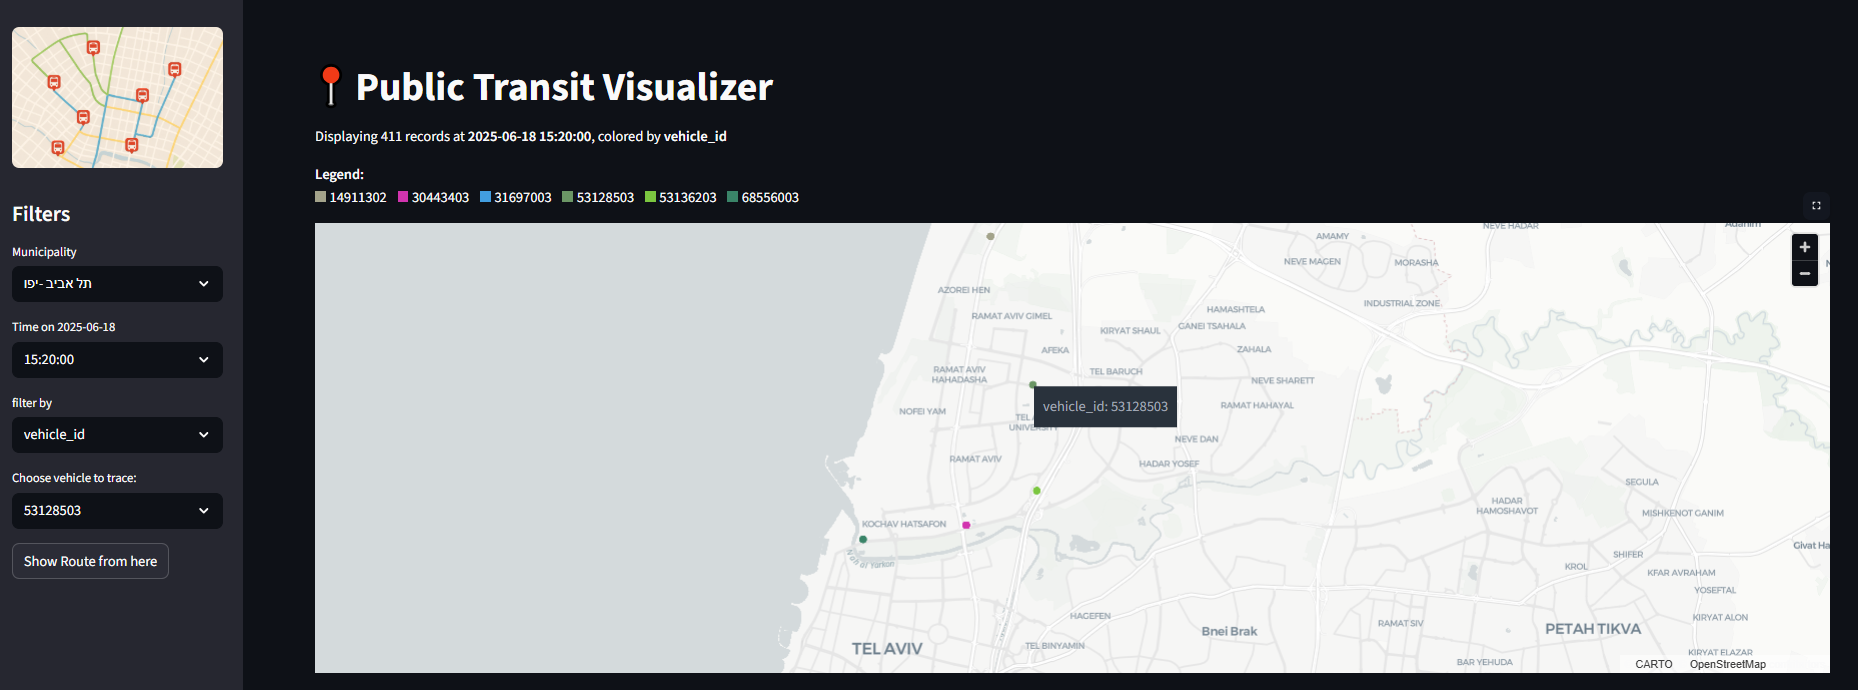 Filters
Municipality
תל אביב -יפו
Time on 2025-06-18
15:20:00
filter by
vehicle_id
Choose vehicle to trace:
53128503
Show Route from here
Public Transit Visualizer
Displaying 411 records at 2025-06-18 15:20:00, colored by vehicle_id
Legend:
14911302 30443403 31697003 53128503 53136203 68556003
NEVE HADAR
AMAMY
NEVE MAGEN
MORASHA
AZOREI HEN
INDUSTRIAL ZONE
HAMASHTELA
RAMAT AVIV GIMEL
KIRYAT SHAUL
GANEI TSAHALA
AFEKA
ZAHALA
RAMAT AVIV
HAHADASHA
TEL BARUCH
NEVE SHARETT
vehicle_id: 53128503
NOFEI YAM
RAMAT HAHAYAL
UNIVERSITY
NEVE DAN
RAMAT AVIV
HADAR YOSEF
SEGULA
HADAR
HAMOSHAVOT
MISHKENOT GANIM
KOCHAV HATSAFON
Givat Ha
SHIFER
KROL
KFAR AVRAHAM
YOSEFTAL
HAGEFEN
KIRYAT ALON
RAMAT SIV
PETAH TIKVA
Bnei Brak
TEL AVIV
TEL BINYAMIN
KIRYAT ELAZAR
BAR YEHUDA
CARTO OpenStreetMap
+
−